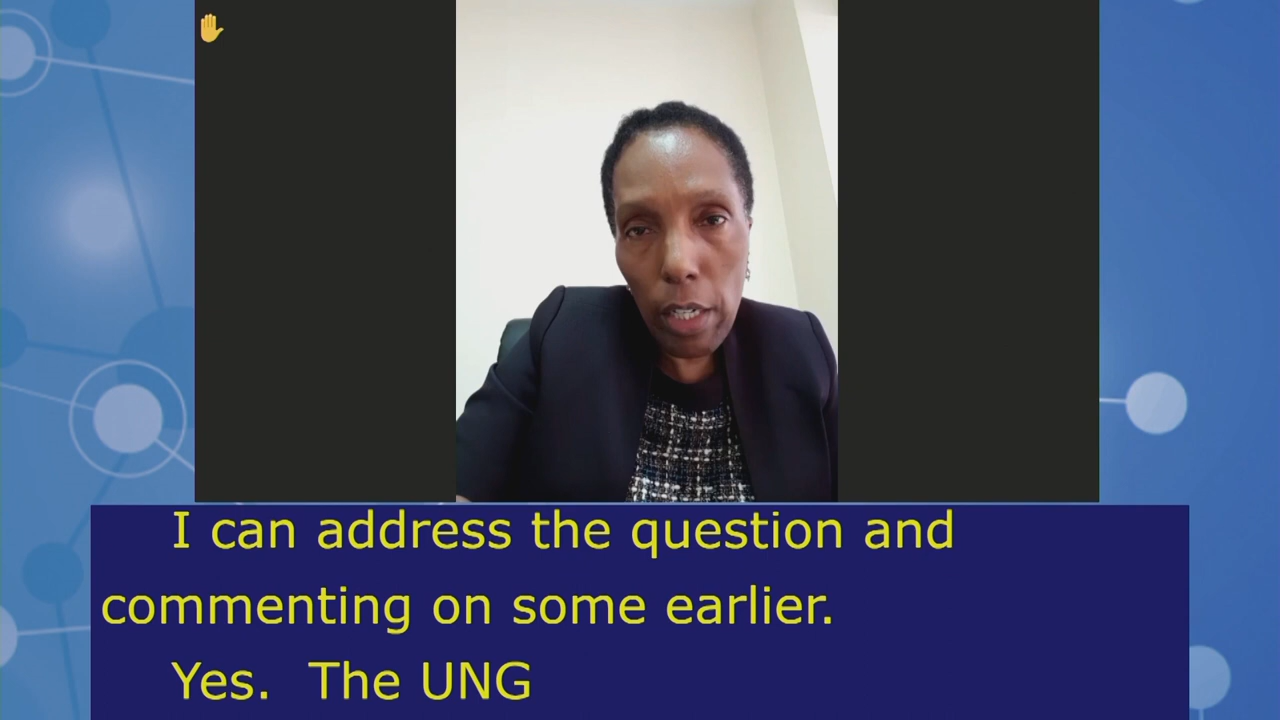 I can address the question and
commenting on some earlier.
Yes. The UNG